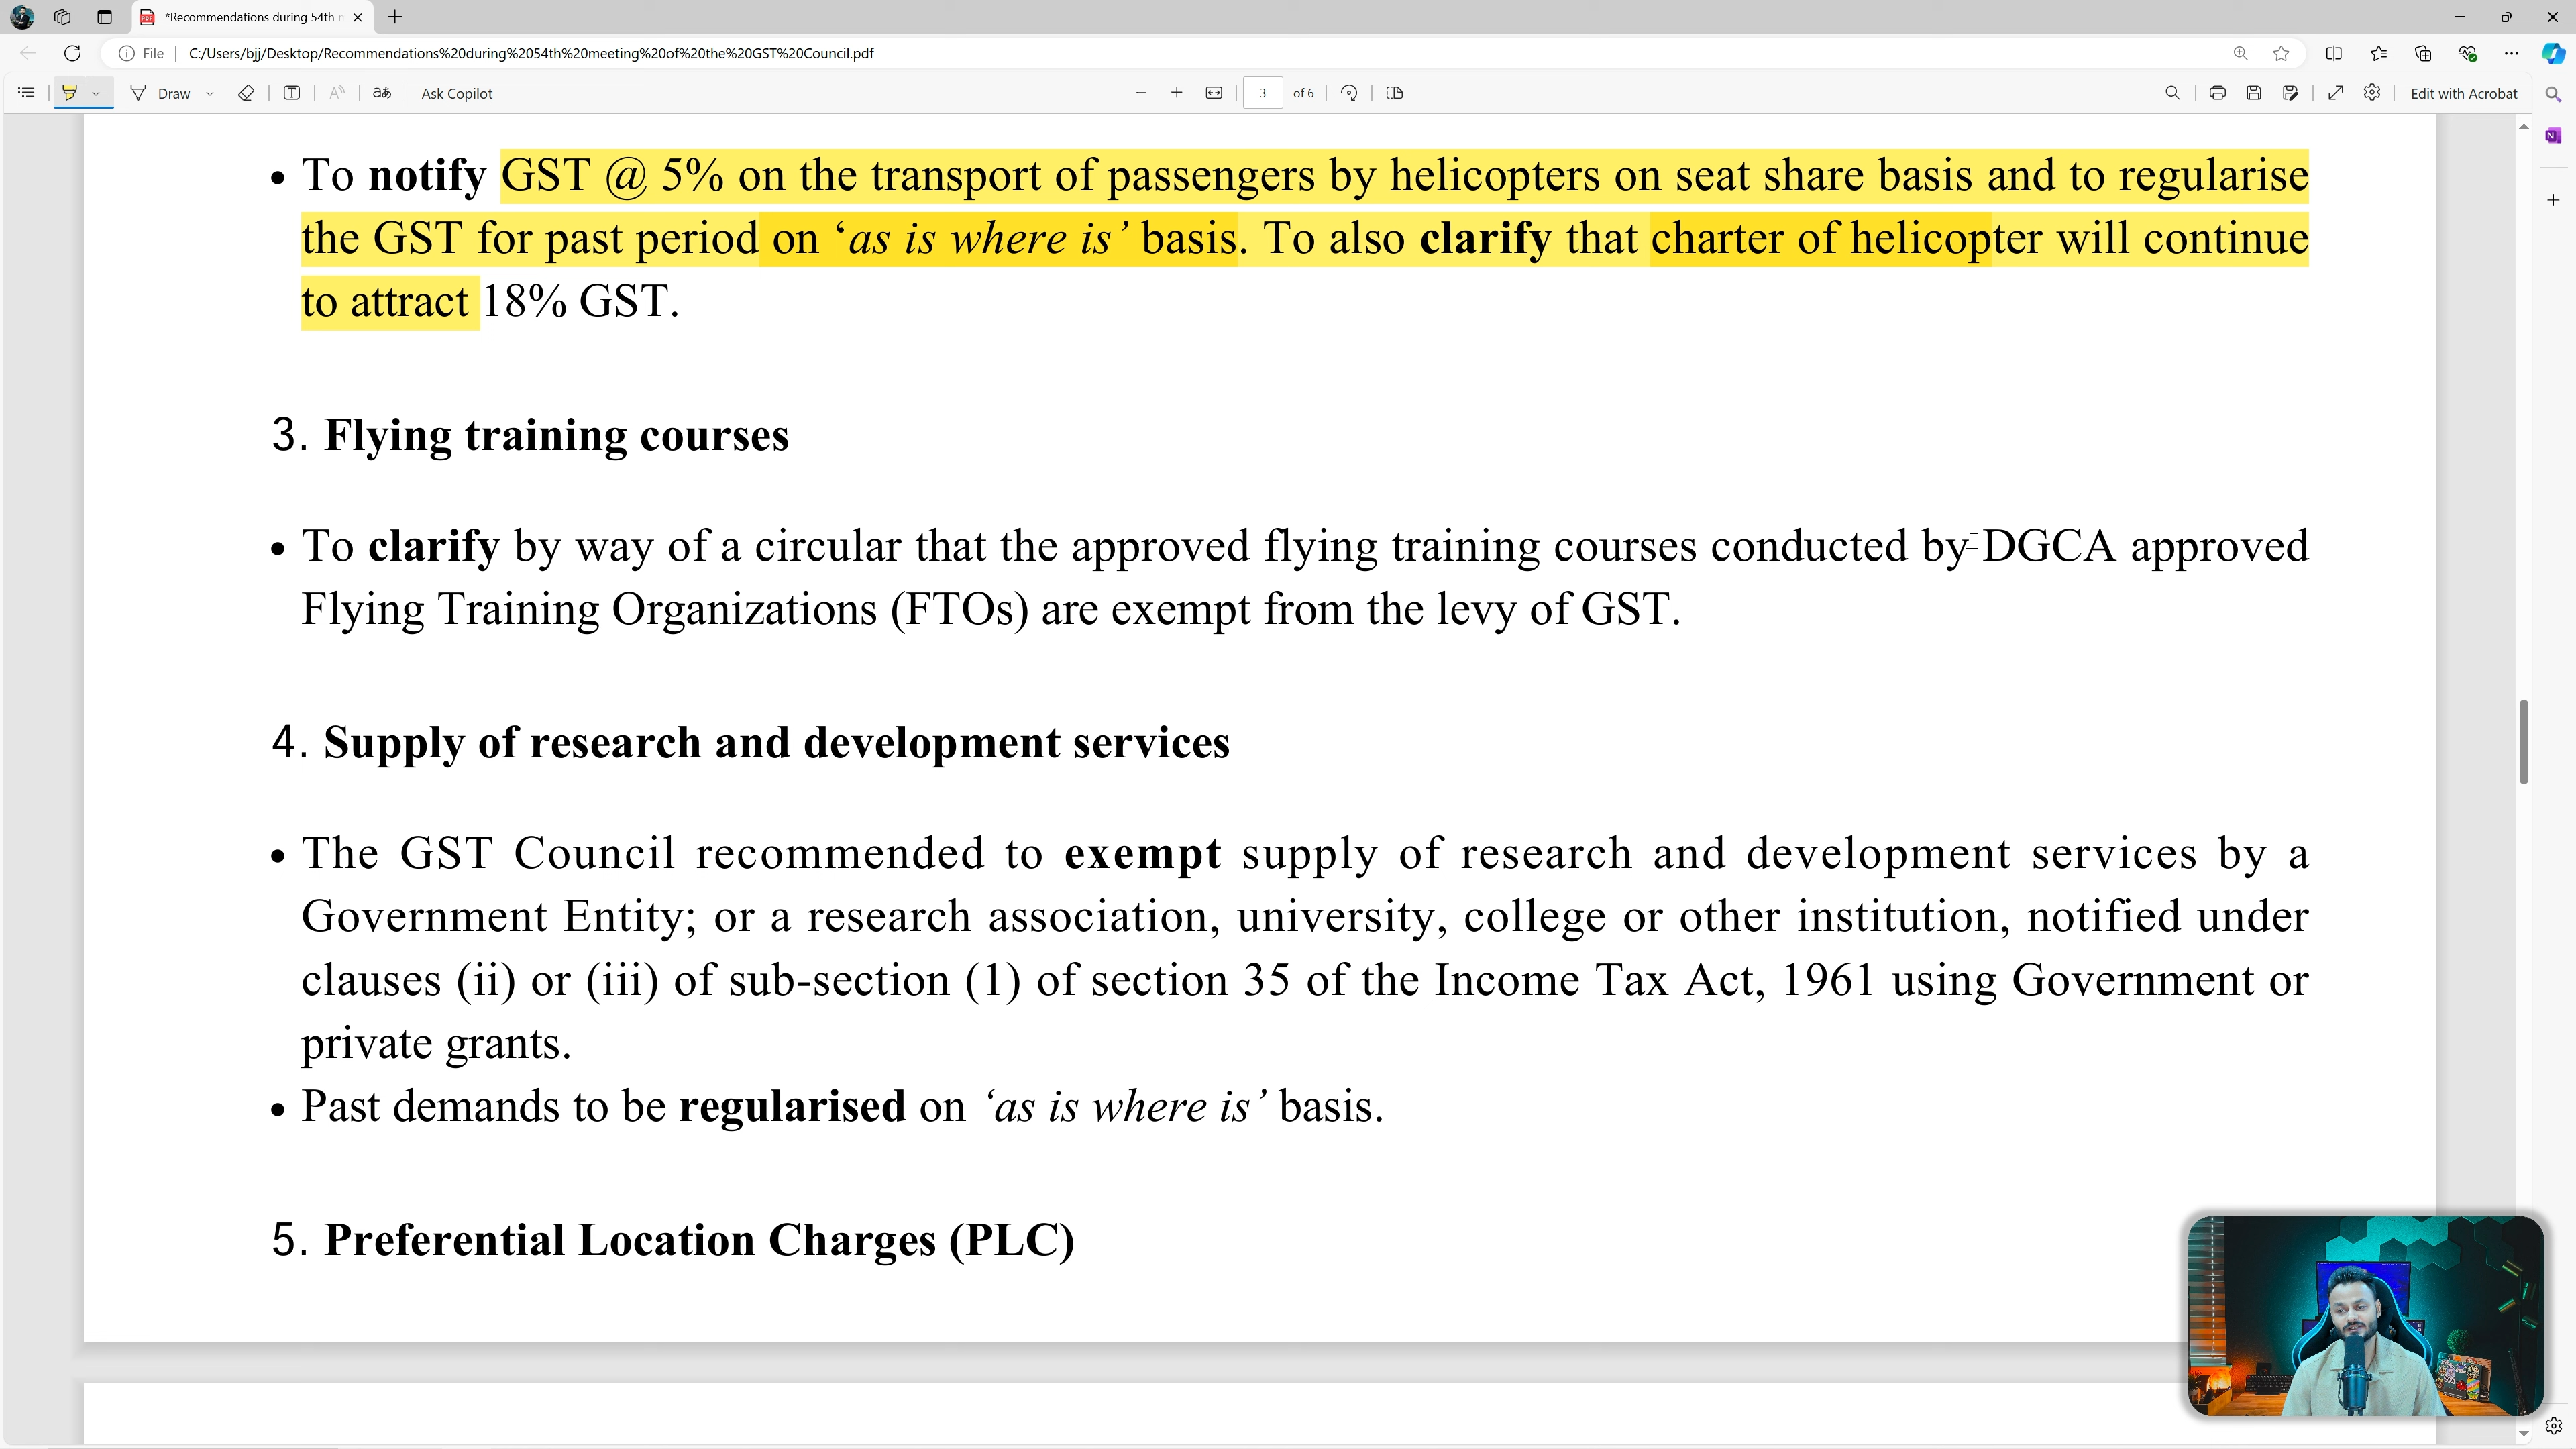 *Recommendations during 54th m
File
C:/Users/bjj/Desktop/Recommendations%20during%2054th%20meeting%20of%20the%20GST%20Council.pdf
Draw
aあ
Ask Copilot
3
of 6
Edit with Acrobat
• To notify GST @ 5% on the transport of passengers by helicopters on seat share basis and to regularise
the GST for past period on ‘as is where is’ basis. To also clarify that charter of helicopter will continue
to attract 18% GST.
3. Flying training courses
• To clarify by way of a circular that the approved flying training courses conducted by DGCA approved
Flying Training Organizations (FTOs) are exempt from the levy of GST.
4. Supply of research and development services
• The GST Council recommended to exempt supply of research and development services by a
Government Entity; or a research association, university, college or other institution, notified under
clauses (ii) or (iii) of sub-section (1) of section 35 of the Income Tax Act, 1961 using Government or
private grants.
• Past demands to be regularised on ‘as is where is’ basis.
5. Preferential Location Charges (PLC)